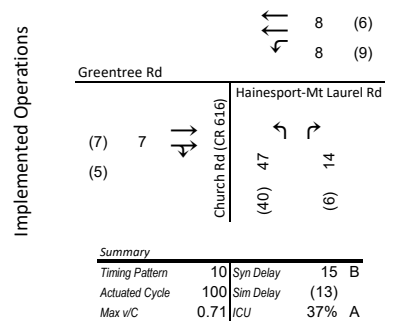 Implemented Operations
8 (6)
8 (9)
Greentree Rd
Hainesport-Mt Laurel Rd
(7) 7
(5)
Church Rd (CR 616)
47 14
(40) (6)
Summary
Timing Pattern 10 Syn Delay 15 B
Actuated Cycle 100 Sim Delay (13)
Max v/C 0.71 ICU 37% A